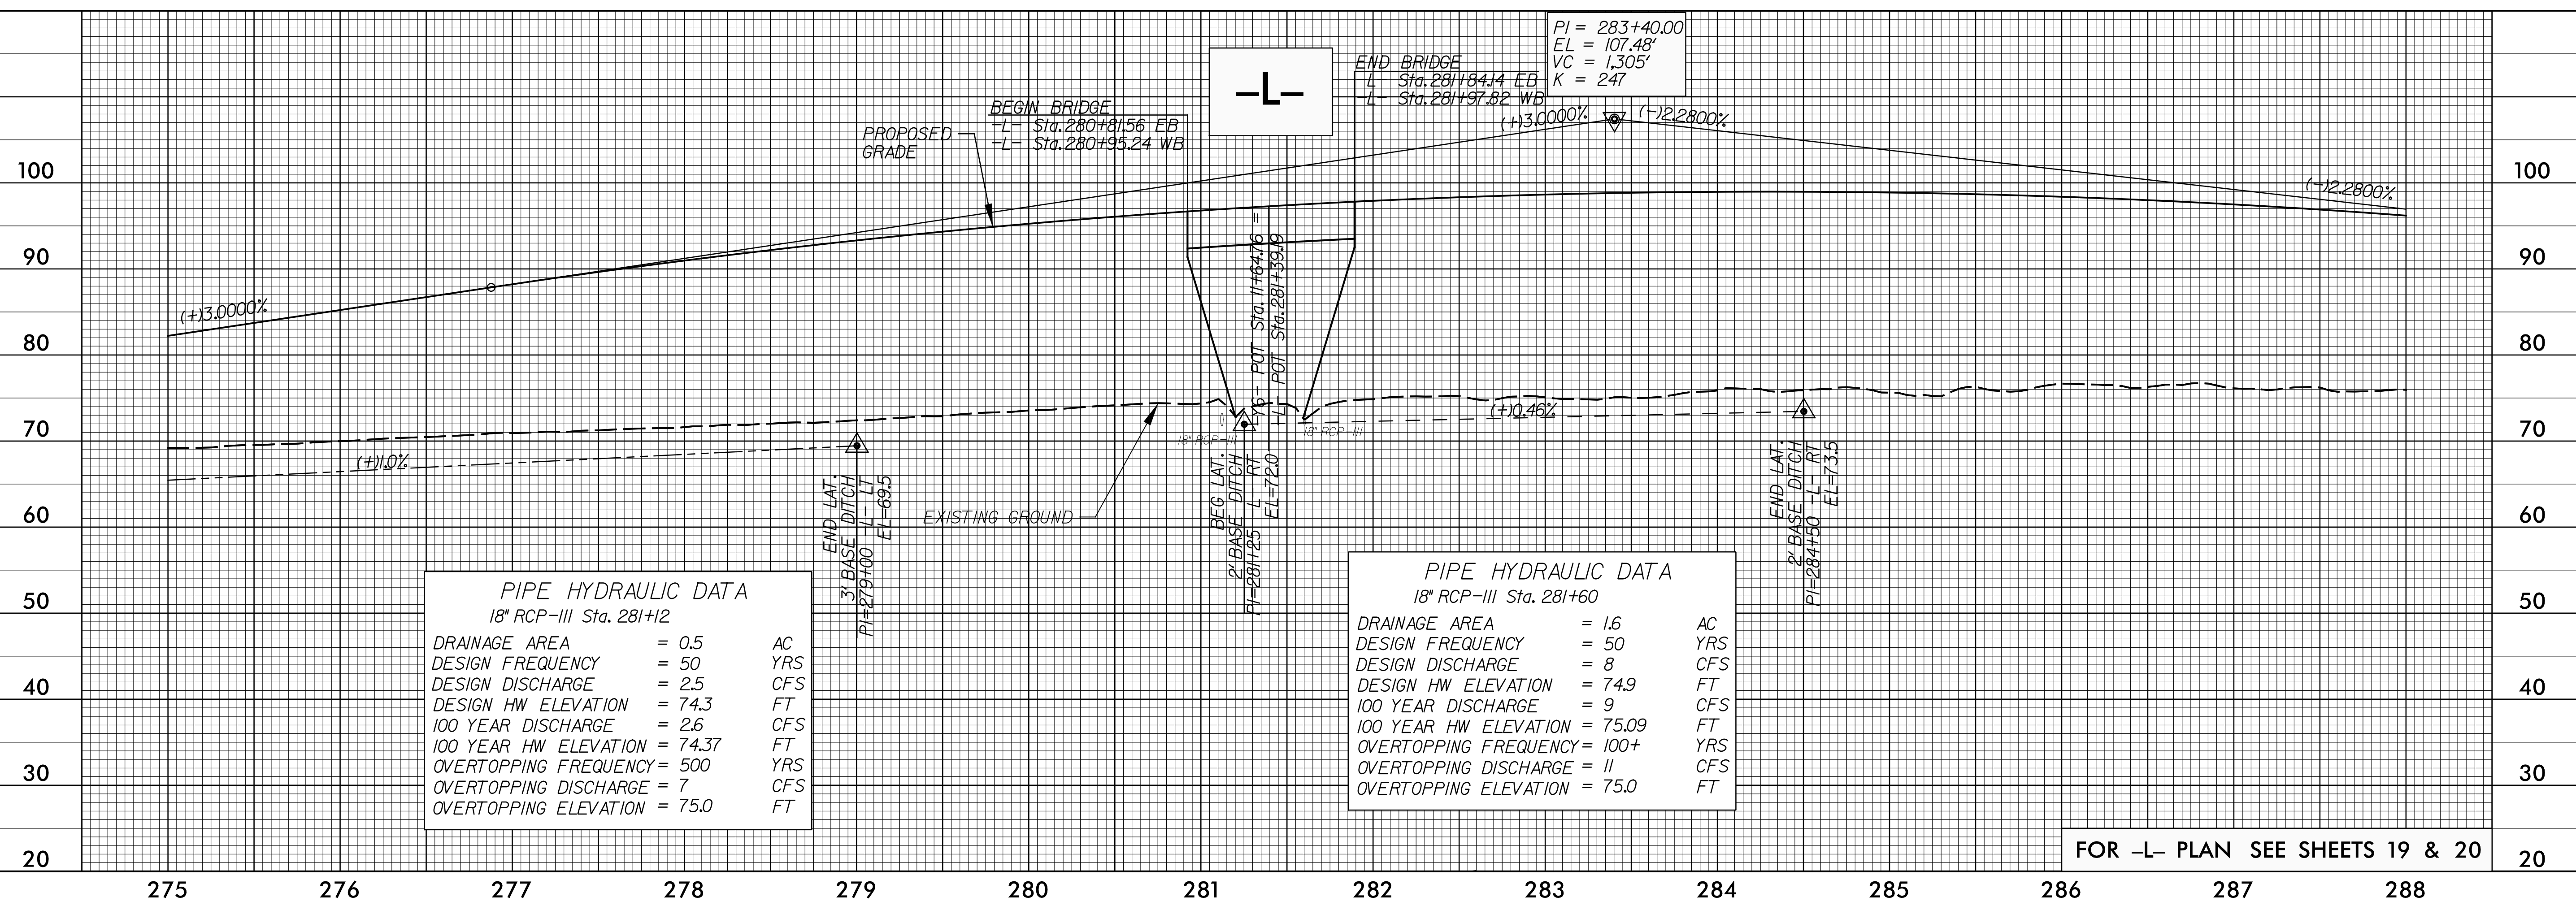 PI = 283+40.00
EL = 107.48'
VC = 1,305'
K = 247
-L-
END BRIDGE
-L- Sta. 281+84.14 EB
-L- Sta. 281+97.82 WB
BEGIN BRIDGE
-L- Sta. 280+81.56 EB
-L- Sta. 280+95.24 WB
PROPOSED
GRADE
(+)3.0000%
(-)2.2800%
(-)2.2800%
(+)3.0000%
100
90
80
70
60
50
40
30
20
100
90
80
70
60
50
40
30
20
-Y6- POT Sta. 11+64.76 =
-L- POT Sta. 281+39.19
(+)1.0%
(+)0.46%
18" RCP-III
18" RCP-III
EXISTING GROUND
END LAT.
3' BASE DITCH
PI=279+00 -L- LT
EL=69.5
BEG LAT.
2' BASE DITCH
PI=281+25 -L- RT
EL=72.0
END LAT.
2' BASE DITCH
PI=284+50 -L- RT
EL=73.5
PIPE HYDRAULIC DATA
18" RCP-III Sta. 281+12
DRAINAGE AREA = 0.5 AC
DESIGN FREQUENCY = 50 YRS
DESIGN DISCHARGE = 2.5 CFS
DESIGN HW ELEVATION = 74.3 FT
100 YEAR DISCHARGE = 2.6 CFS
100 YEAR HW ELEVATION = 74.37 FT
OVERTOPPING FREQUENCY = 500 YRS
OVERTOPPING DISCHARGE = 7 CFS
OVERTOPPING ELEVATION = 75.0 FT
PIPE HYDRAULIC DATA
18" RCP-III Sta. 281+60
DRAINAGE AREA = 1.6 AC
DESIGN FREQUENCY = 50 YRS
DESIGN DISCHARGE = 8 CFS
DESIGN HW ELEVATION = 74.9 FT
100 YEAR DISCHARGE = 9 CFS
100 YEAR HW ELEVATION = 75.09 FT
OVERTOPPING FREQUENCY = 100+ YRS
OVERTOPPING DISCHARGE = 11 CFS
OVERTOPPING ELEVATION = 75.0 FT
FOR -L- PLAN SEE SHEETS 19 & 20
275 276 277 278 279 280 281 282 283 284 285 286 287 288